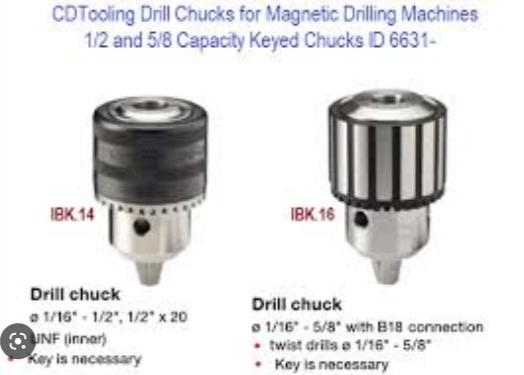 CDTooling Drill Chucks for Magnetic Drilling Machines
1/2 and 5/8 Capacity Keyed Chucks ID 6631-
IBK.14
IBK.16
Drill chuck
ø 1/16" - 1/2", 1/2" x 20
UNF (inner)
• Key is necessary
Drill chuck
ø 1/16" - 5/8" with B18 connection
• twist drills ø 1/16" - 5/8"
• Key is necessary